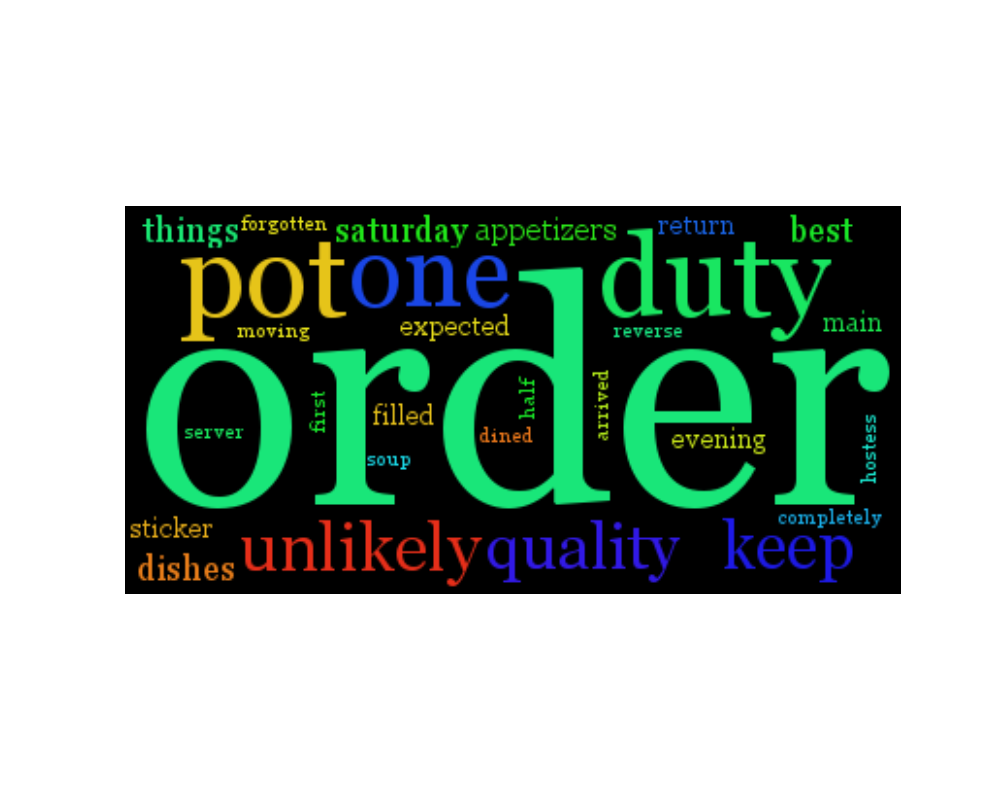 things forgotten saturday appetizers return best
pot one duty
moving expected reverse main
order
server first filled half arrived evening hostess
soup dined
completely
sticker unlikely quality keep
dishes